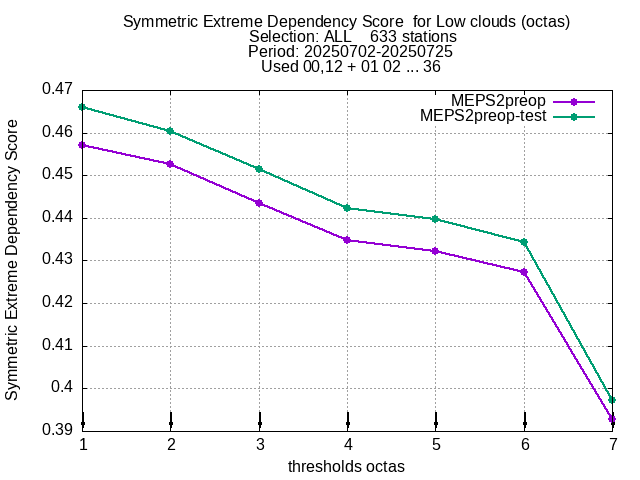 Symmetric Extreme Dependency Score  for Low clouds (octas)
Selection: ALL    633 stations
Period: 20250702-20250725
Used 00,12 + 01 02 ... 36
MEPS2preop
MEPS2preop-test
Symmetric Extreme Dependency Score
0.47
0.46
0.45
0.44
0.43
0.42
0.41
0.4
0.39
1 2 3 4 5 6 7
thresholds octas